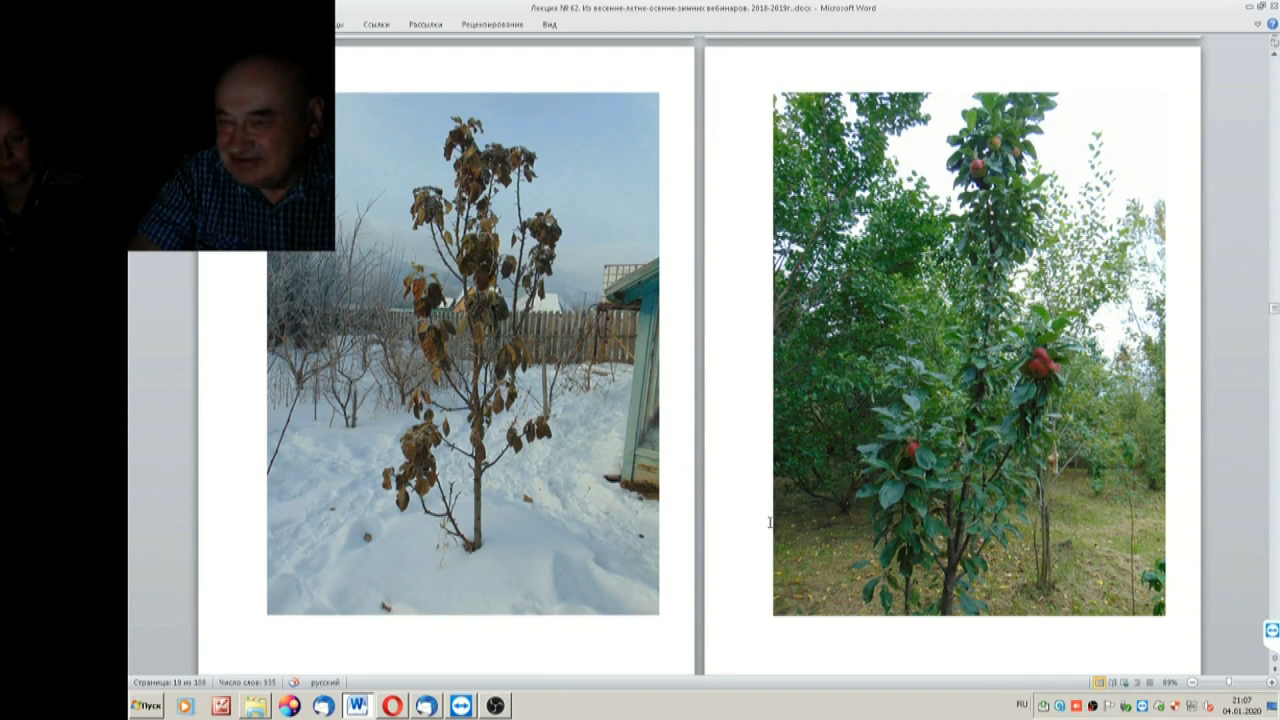 Лекция № 62. Из весенне-летне-осенне-зимних вебинаров. 2018-2019г..docx - Microsoft Word
Ссылки Рассылки Рецензирование Вид
Страница: 19 из 108 Число слов: 935 русский 89%
Пуск RU 21:07
04.01.2020